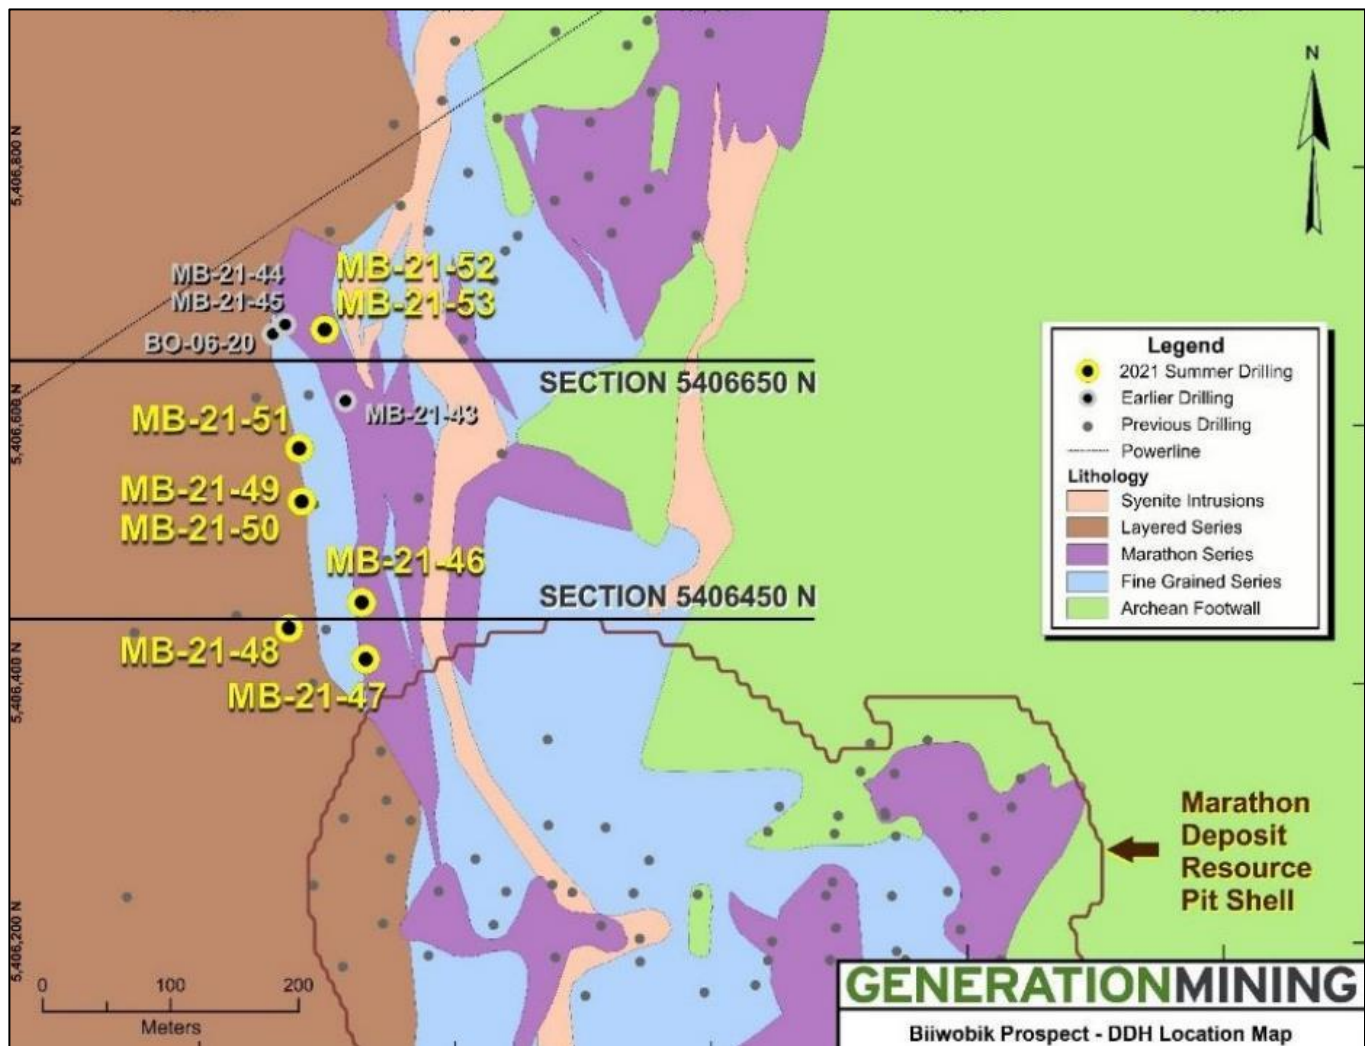 N
5,406,800 N
MB-21-44
MB-21-45
BO-06-20
MB-21-52
MB-21-53
SECTION 5406650 N
MB-21-43
5,406,600 N
MB-21-51
MB-21-49
MB-21-50
MB-21-46
SECTION 5406450 N
MB-21-48
MB-21-47
5,406,400 N
Legend
2021 Summer Drilling
Earlier Drilling
Previous Drilling
Powerline
Lithology
Syenite Intrusions
Layered Series
Marathon Series
Fine Grained Series
Archean Footwall
Marathon
Deposit
Resource
Pit Shell
5,406,200 N
0 100 200
Meters
GENERATIONMINING
Biiwobik Prospect - DDH Location Map